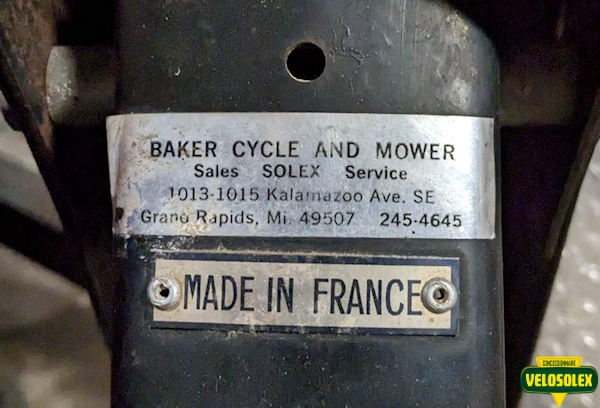 BAKER CYCLE AND MOWER
Sales SOLEX Service
1013-1015 Kalamazoo Ave. SE
Grand Rapids, Mi. 49507 245-4645
MADE IN FRANCE
CONCESSIONNAIRE
VELOSOLEX